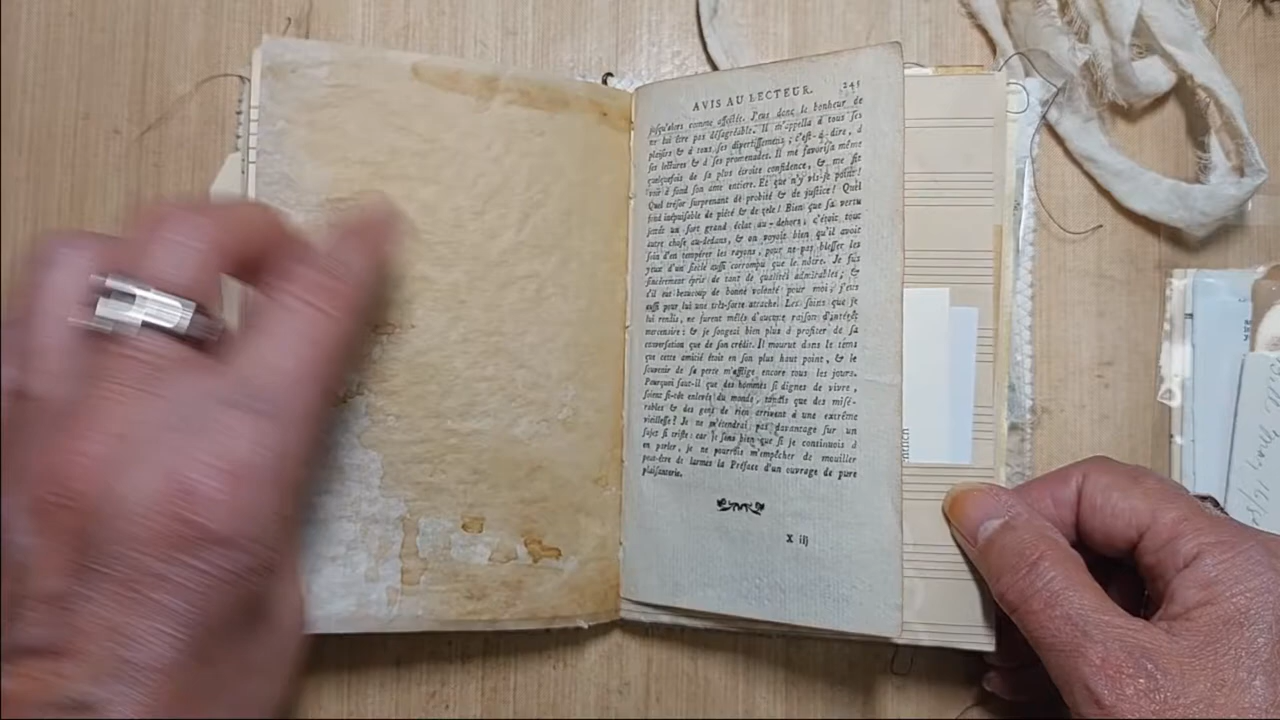 AVIS AU LECTEUR. 245
jusqu'alors comme affectée. J'eus donc le bonheur de
ne lui être pas désagréable. Il m'appella à tous ses
plaisirs & à tous ses divertissemens ; c'est-à-dire, à
ses lectures & à ses promenades. Il me favorisa même
quelquefois de sa plus étroite confidence, & me fit
voir à fond son ame entiere. Et que n'y vis-je point !
Quel trésor surprenant de probité & de justice ! Quel
fond inépuisable de piété & de zele ! Bien que sa vertu
jettât un fort grand éclat au-dehors, c'étoit tout
autre chose au-dedans, & on voyoit bien qu'il avoit
soin d'en tempérer les rayons, pour ne pas blesser les
yeux d'un siecle aussi corrompu que le nôtre. Je fus
sincérement épris de tant de qualités admirables ; &
s'il eut beaucoup de bonne volonté pour moi, j'eus
aussi pour lui une très-forte attache. Les soins que je
lui rendis, ne furent mêlés d'aucune raison d'intérêt
mercenaire : & je songeai bien plus à profiter de sa
conversation que de son crédit. Il mourut dans le tems
que cette amitié étoit en son plus haut point, & le
souvenir de sa perte m'afflige encore tous les jours.
Pourquoi faut-il que des hommes si dignes de vivre,
soient si-tôt enlevés du monde, tandis que des misé-
rables & des gens de rien arrivent à une extrême
vieillesse ? Je ne m'étendrai pas davantage sur un
sujet si triste : car je sens bien que si je continuois à
en parler, je ne pourrois m'empêcher de mouiller
peut-être de larmes la Préface d'un ouvrage de pure
plaisanterie.
X iij